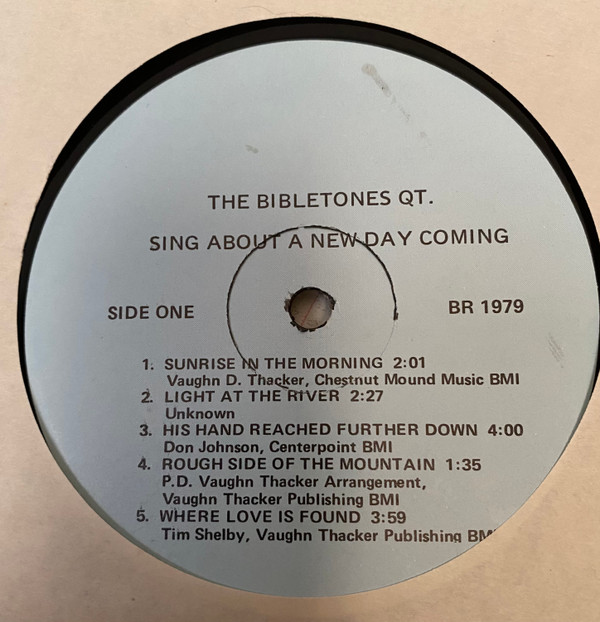 THE BIBLETONES QT.
SING ABOUT A NEW DAY COMING
SIDE ONE
BR 1979
1. SUNRISE IN THE MORNING 2:01
Vaughn D. Thacker, Chestnut Mound Music BMI
2. LIGHT AT THE RIVER 2:27
Unknown
3. HIS HAND REACHED FURTHER DOWN 4:00
Don Johnson, Centerpoint BMI
4. ROUGH SIDE OF THE MOUNTAIN 1:35
P.D. Vaughn Thacker Arrangement,
Vaughn Thacker Publishing BMI
5. WHERE LOVE IS FOUND 3:59
Tim Shelby, Vaughn Thacker Publishing BMI